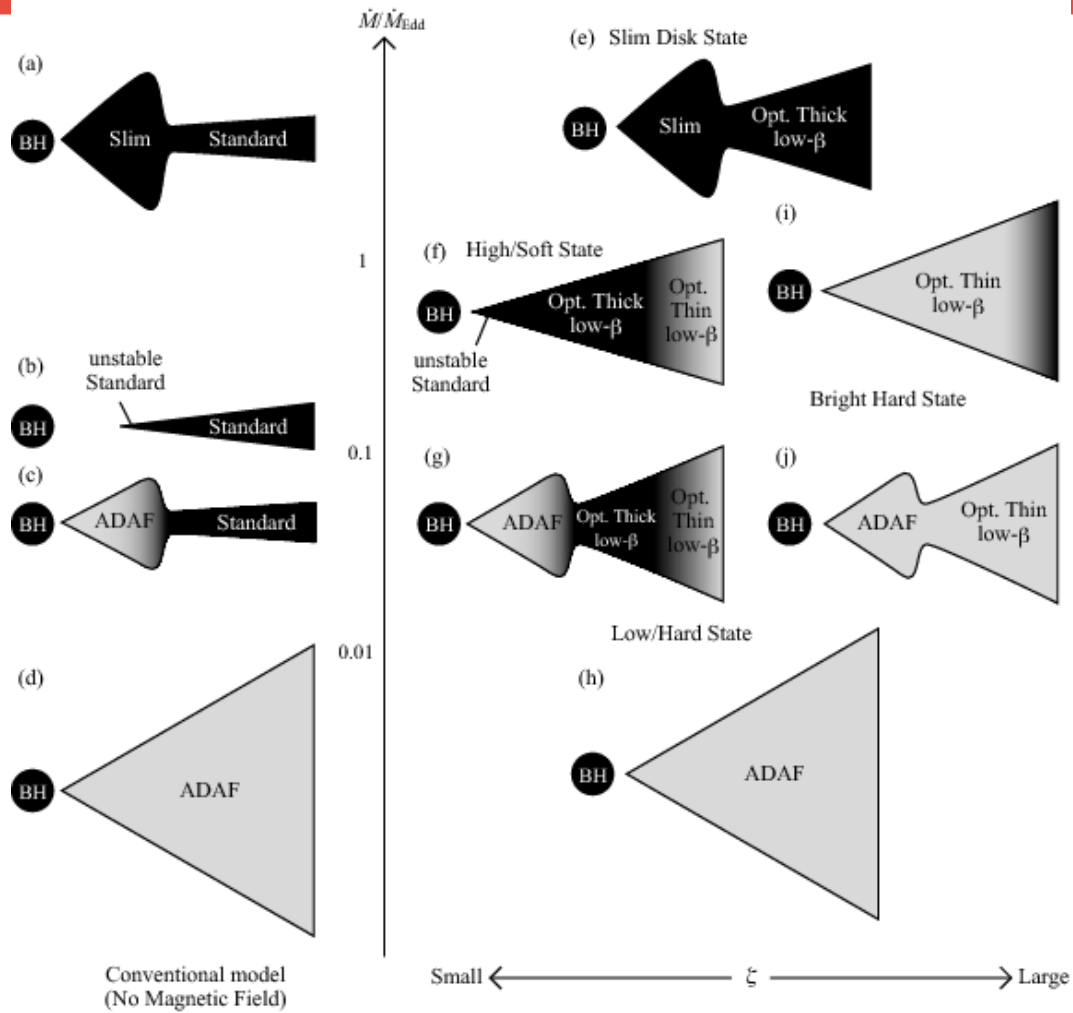 Ṁ/Ṁ_Edd
(a)
BH
Slim
Standard
(b)
unstable
Standard
BH
Standard
(c)
BH
ADAF
Standard
(d)
BH
ADAF
Conventional model
(No Magnetic Field)
1
0.1
0.01
(e) Slim Disk State
BH
Slim
Opt. Thick
low-β
(f) High/Soft State
BH
Opt. Thick
low-β
Opt.
Thin
low-β
unstable
Standard
(i)
BH
Opt. Thin
low-β
Bright Hard State
(g)
BH
ADAF
Opt. Thick
low-β
Opt.
Thin
low-β
(j)
BH
ADAF
Opt. Thin
low-β
Low/Hard State
(h)
BH
ADAF
Small
ζ
Large